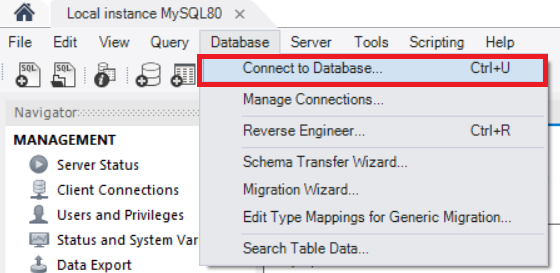 Local instance MySQL80
File Edit View Query Database Server Tools Scripting Help
SQL SQL
Connect to Database... Ctrl+U
Manage Connections...
Reverse Engineer... Ctrl+R
Schema Transfer Wizard...
Migration Wizard...
Edit Type Mappings for Generic Migration...
Search Table Data...
Navigator
MANAGEMENT
Server Status
Client Connections
Users and Privileges
Status and System Var
Data Export